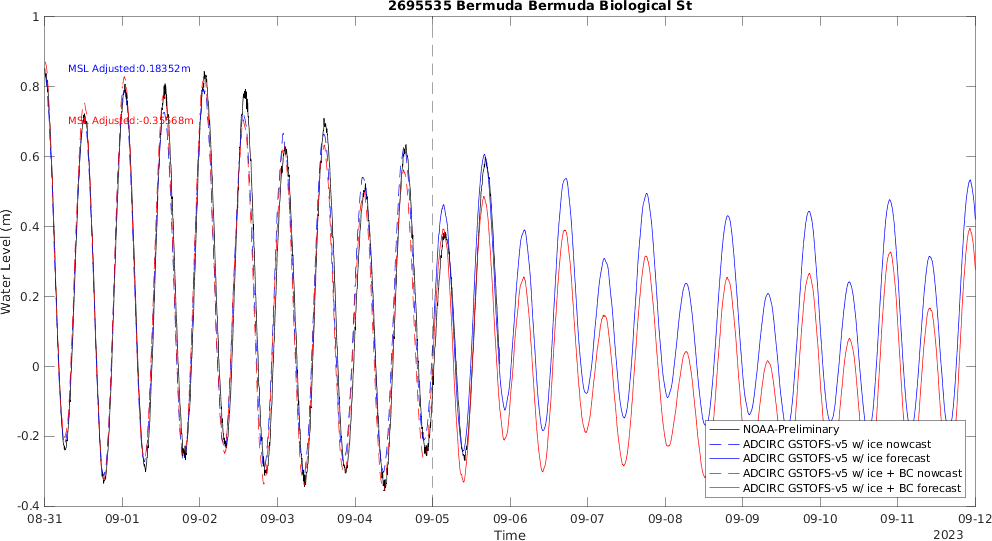 2695535 Bermuda Bermuda Biological St
1
0.8
0.6
0.4
0.2
0
-0.2
-0.4
Water Level (m)
MSL Adjusted:0.18352m
MSL Adjusted:-0.35568m
NOAA-Preliminary
ADCIRC GSTOFS-v5 w/ ice nowcast
ADCIRC GSTOFS-v5 w/ ice forecast
ADCIRC GSTOFS-v5 w/ ice + BC nowcast
ADCIRC GSTOFS-v5 w/ ice + BC forecast
08-31 09-01 09-02 09-03 09-04 09-05 09-06 09-07 09-08 09-09 09-10 09-11 09-12
Time
2023